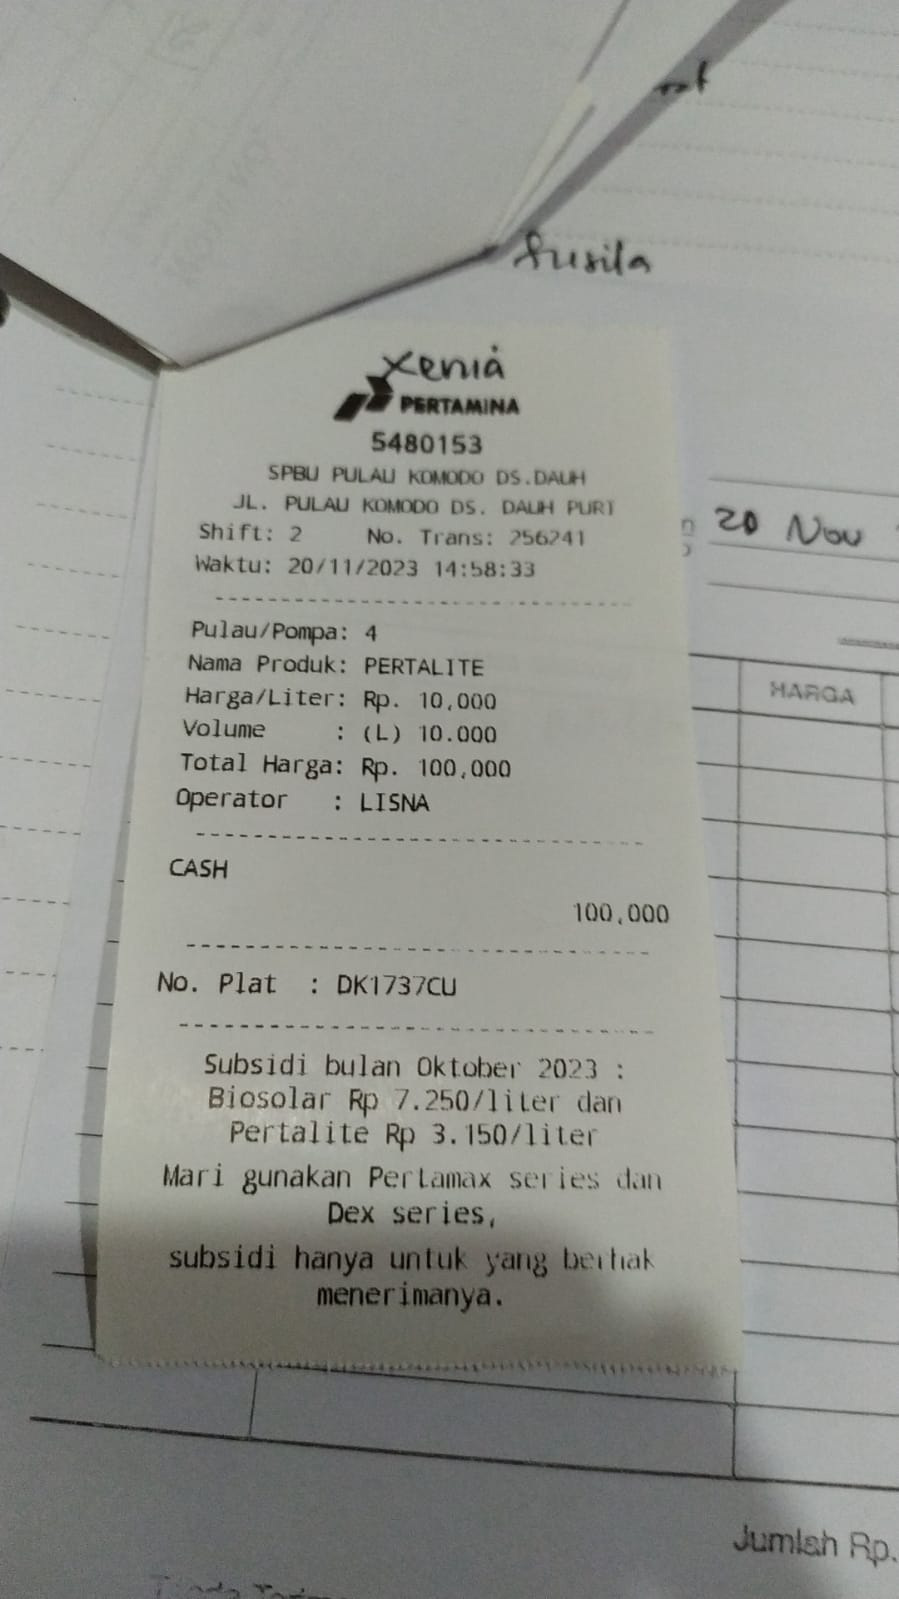 Susila
Xenia
PERTAMINA
5480153
SPBU PULAU KOMODO DS.DAUH
JL. PULAU KOMODO DS. DAUH PURI
Shift: 2 No. Trans: 256241
Waktu: 20/11/2023 14:58:33
20 Nov
Pulau/Pompa: 4
Nama Produk: PERTALITE
Harga/Liter: Rp. 10,000
Volume : (L) 10.000
Total Harga: Rp. 100,000
Operator : LISNA
HARGA
CASH
100,000
No. Plat : DK1737CU
Subsidi bulan Oktober 2023 :
Biosolar Rp 7.250/liter dan
Pertalite Rp 3.150/liter
Mari gunakan Pertamax series dan
Dex series,
subsidi hanya untuk yang berhak
menerimanya.
Jumlah Rp.